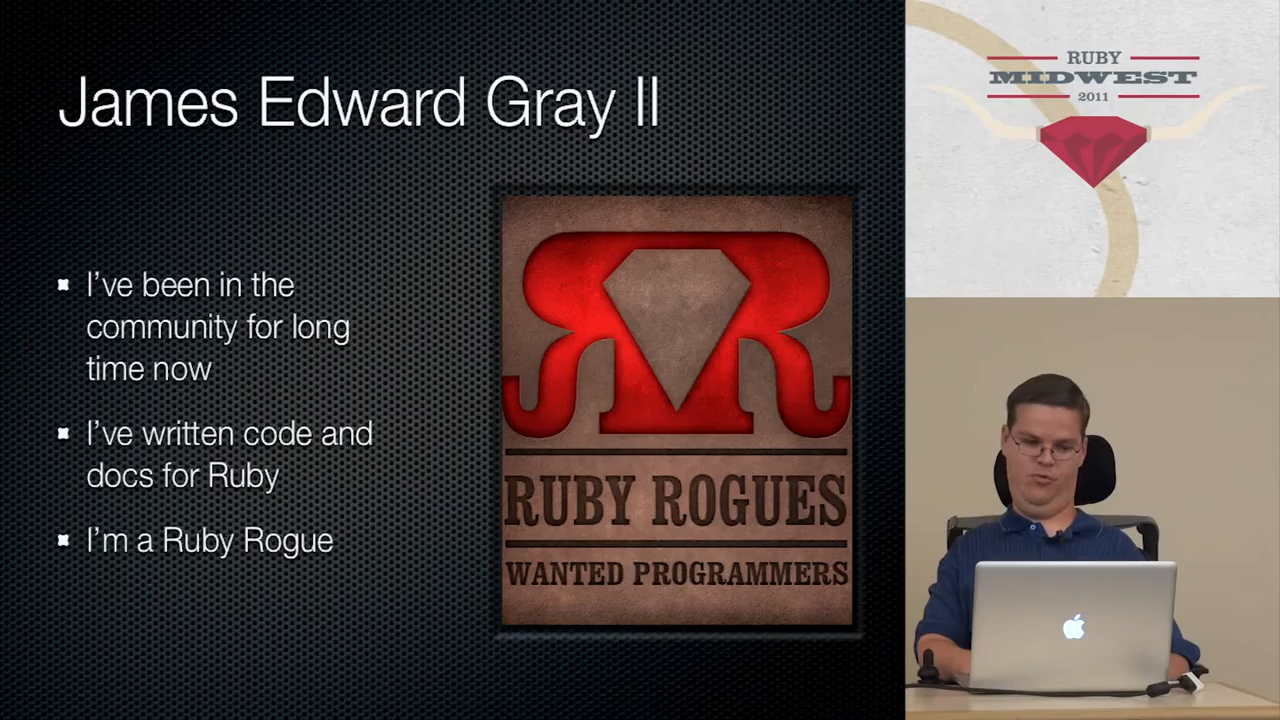 James Edward Gray II
I've been in the
community for long
time now
I've written code and
docs for Ruby
I'm a Ruby Rogue
RUBY ROGUES
WANTED PROGRAMMERS
RUBY
MIDWEST
2011